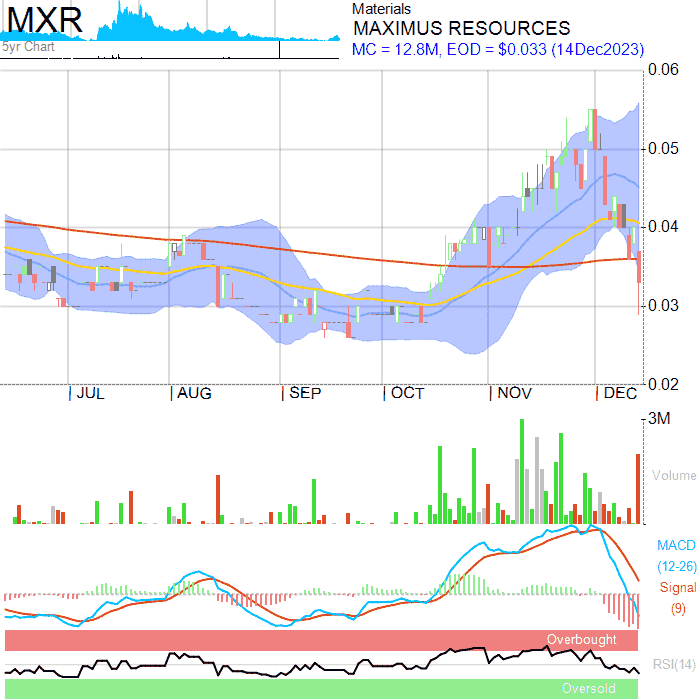 MXR
5yr Chart
Materials
MAXIMUS RESOURCES
MC = 12.8M, EOD = $0.033 (14Dec2023)
0.06
0.05
0.04
0.03
0.02
JUL AUG SEP OCT NOV DEC
3M
Volume
MACD
(12-26)
Signal
(9)
Overbought
RSI(14)
Oversold